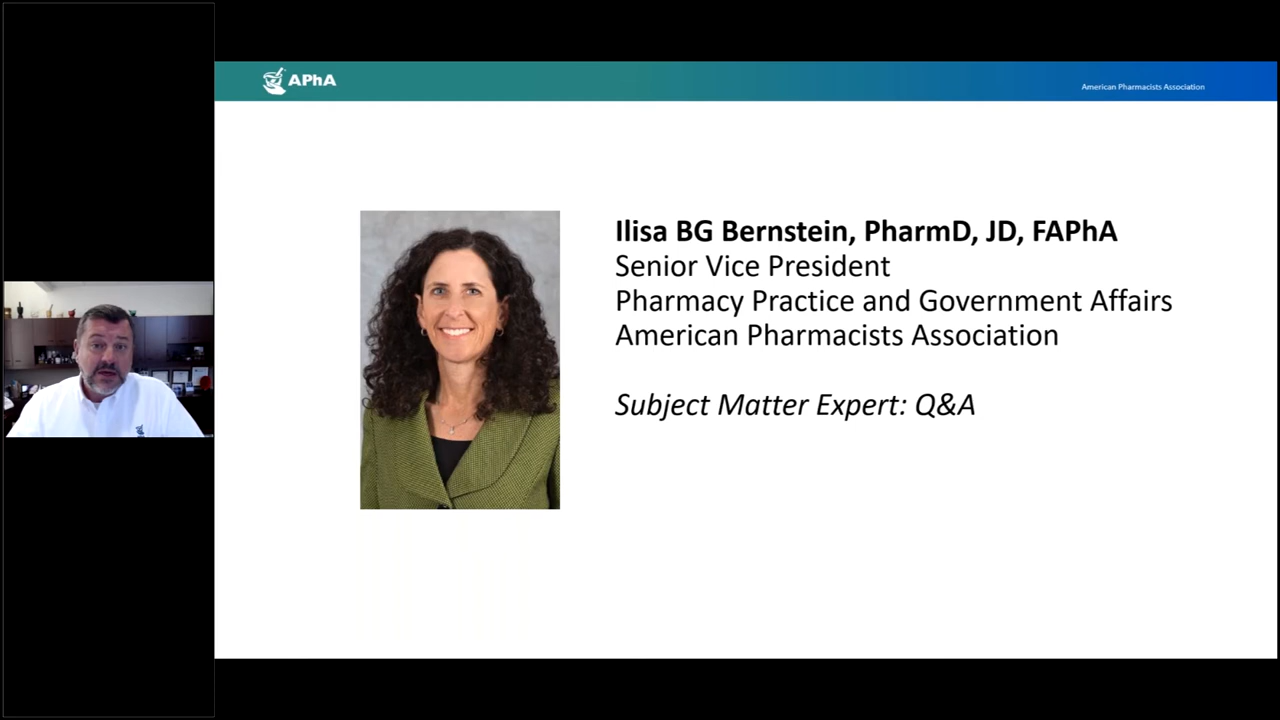 APhA
American Pharmacists Association
Ilisa BG Bernstein, PharmD, JD, FAPhA
Senior Vice President
Pharmacy Practice and Government Affairs
American Pharmacists Association
Subject Matter Expert: Q&A